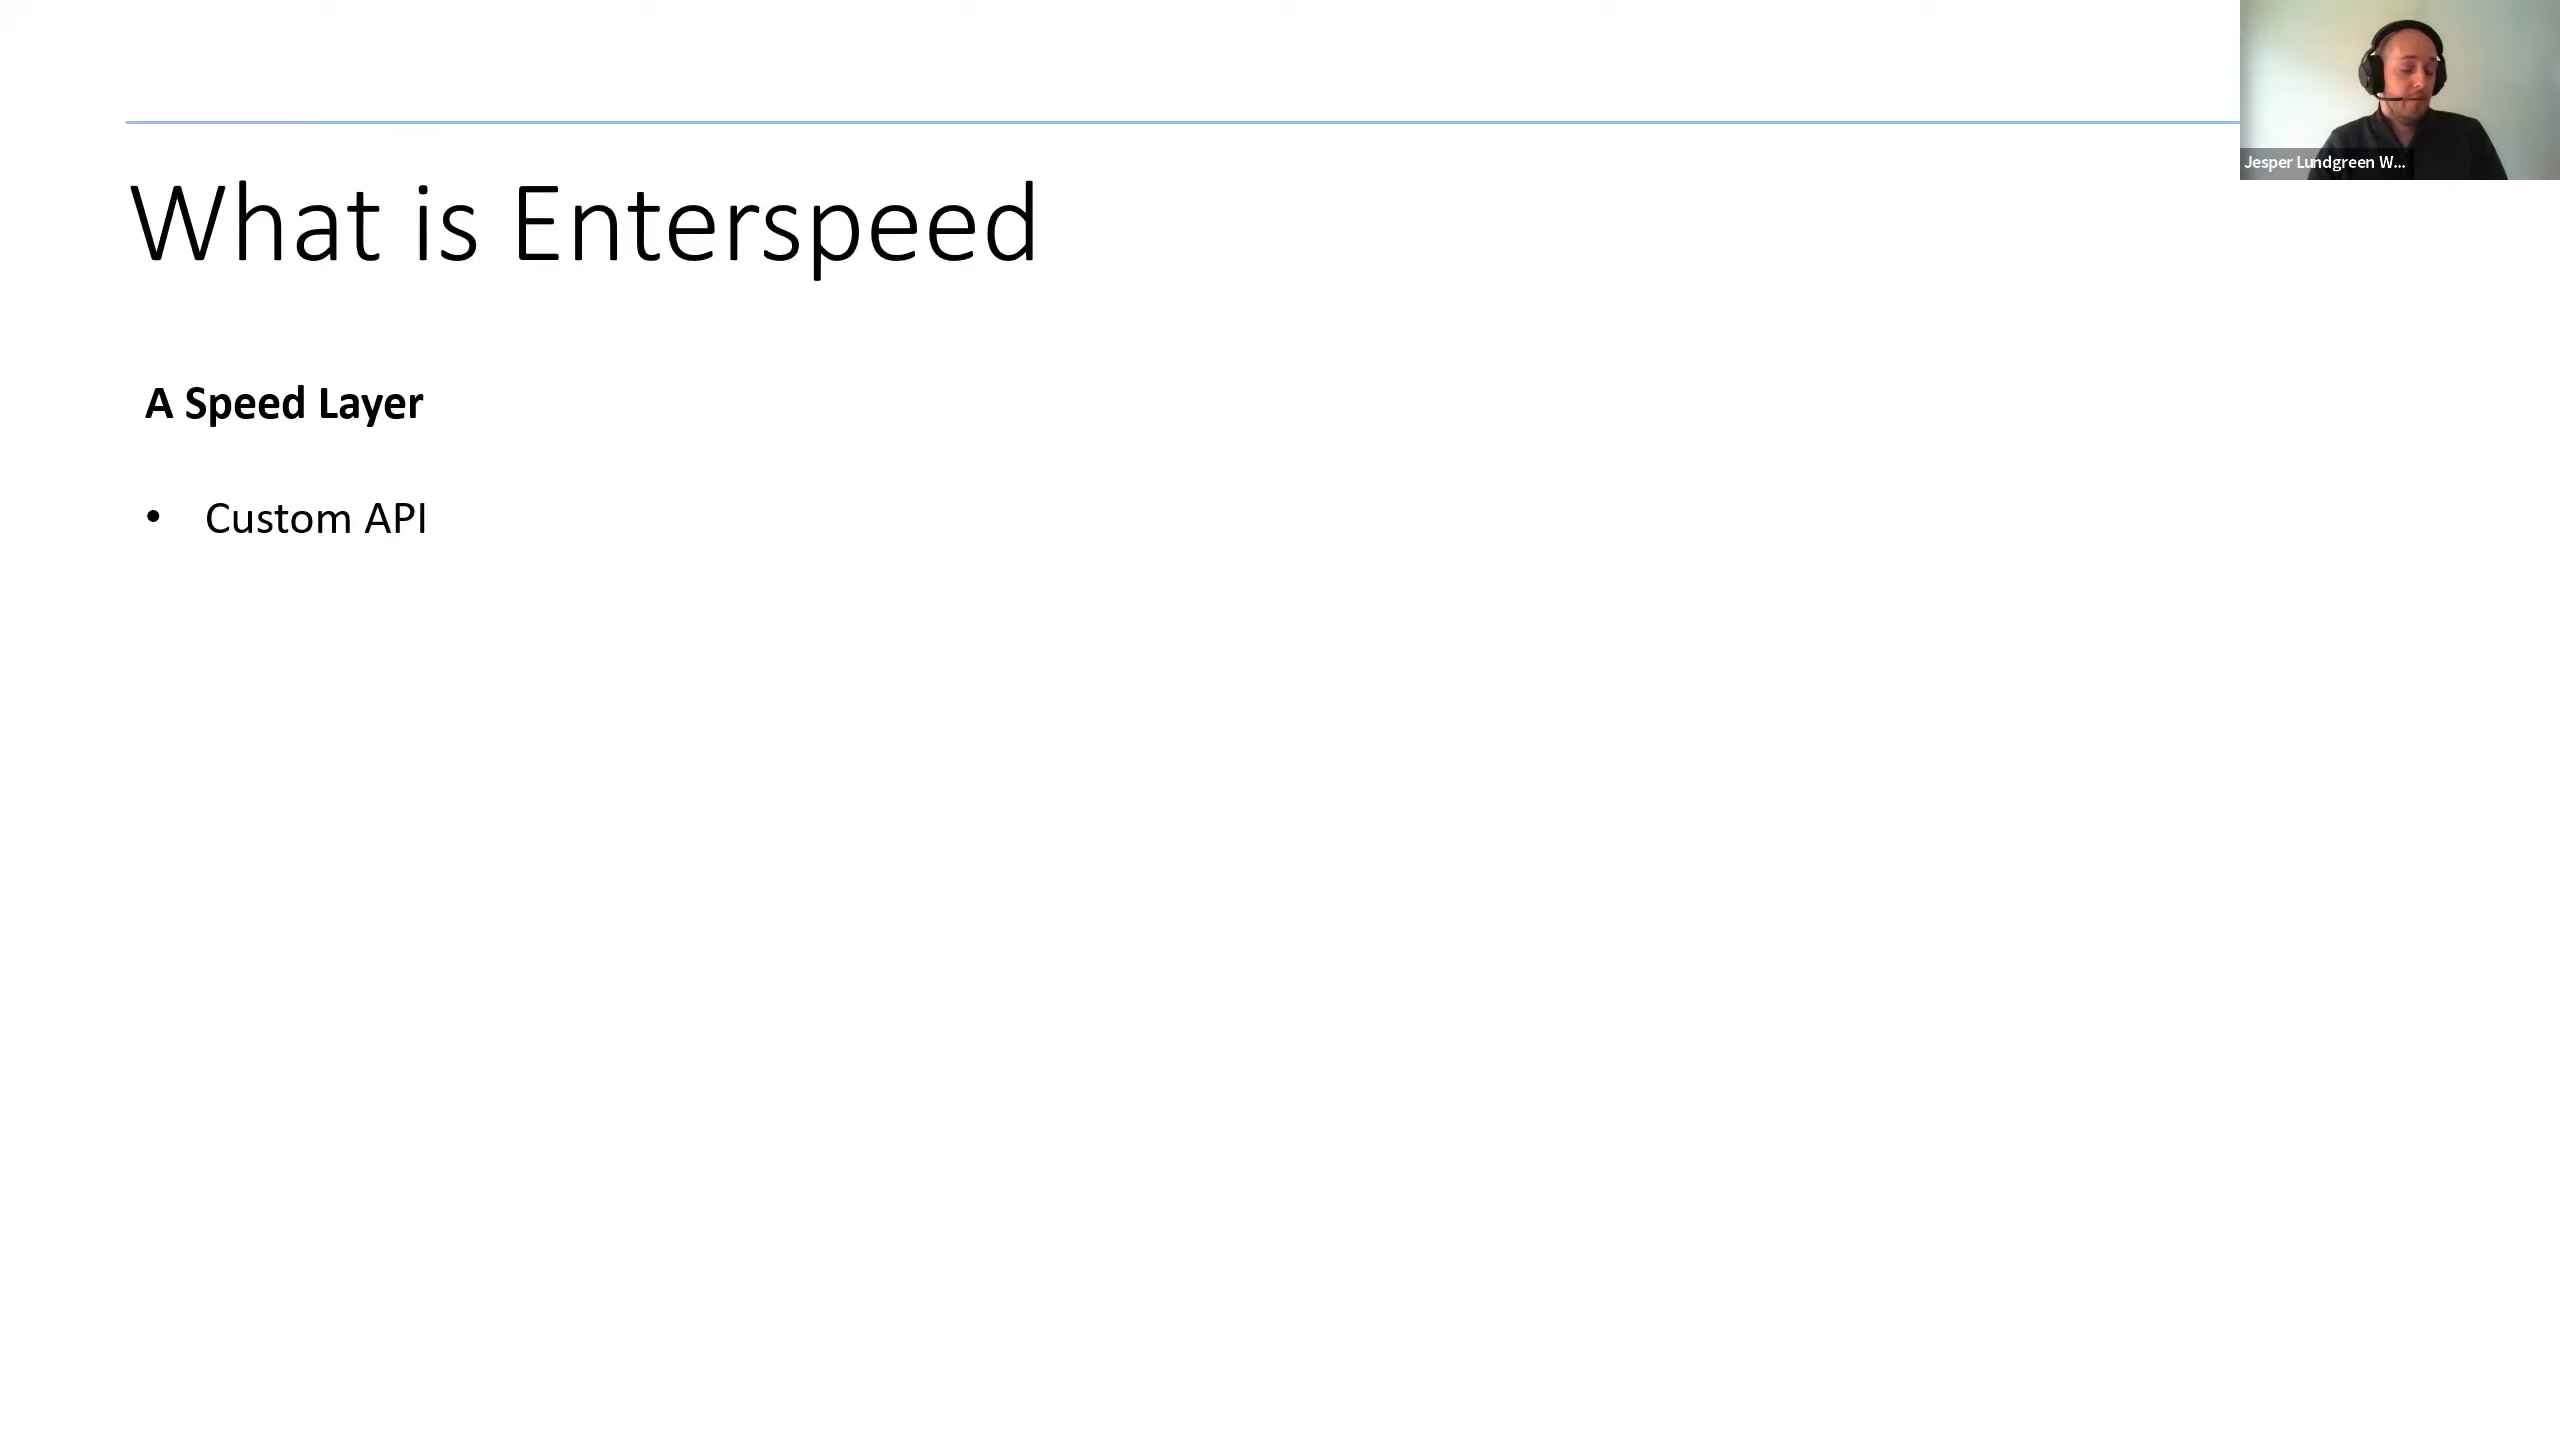 What is Enterspeed
Jesper Lundgreen W...
A Speed Layer
• Custom API